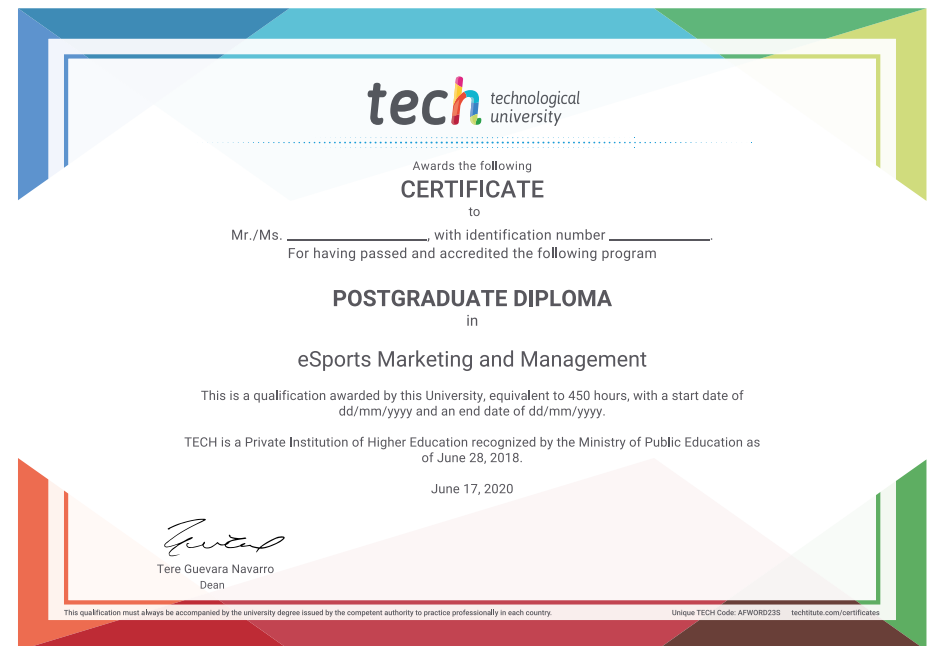 tech technological
university
Awards the following
CERTIFICATE
to
Mr./Ms. ____________________, with identification number ______________.
For having passed and accredited the following program
POSTGRADUATE DIPLOMA
in
eSports Marketing and Management
This is a qualification awarded by this University, equivalent to 450 hours, with a start date of
dd/mm/yyyy and an end date of dd/mm/yyyy.
TECH is a Private Institution of Higher Education recognized by the Ministry of Public Education as
of June 28, 2018.
June 17, 2020
Tere Guevara Navarro
Dean
This qualification must always be accompanied by the university degree issued by the competent authority to practice professionally in each country. Unique TECH Code: AFWORD23S techtitute.com/certificates